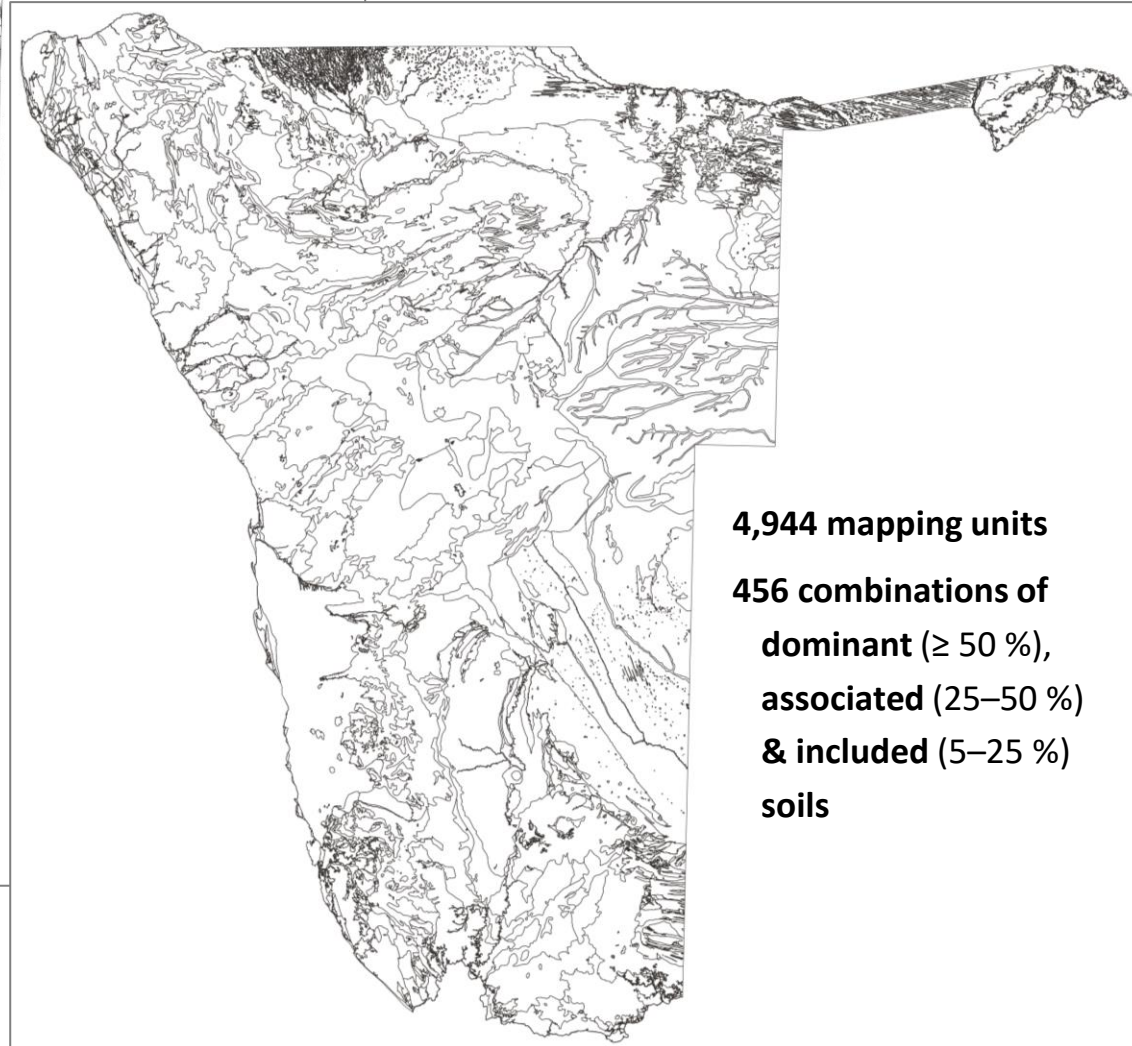 4,944 mapping units
456 combinations of
dominant (≥ 50 %),
associated (25–50 %)
& included (5–25 %)
soils